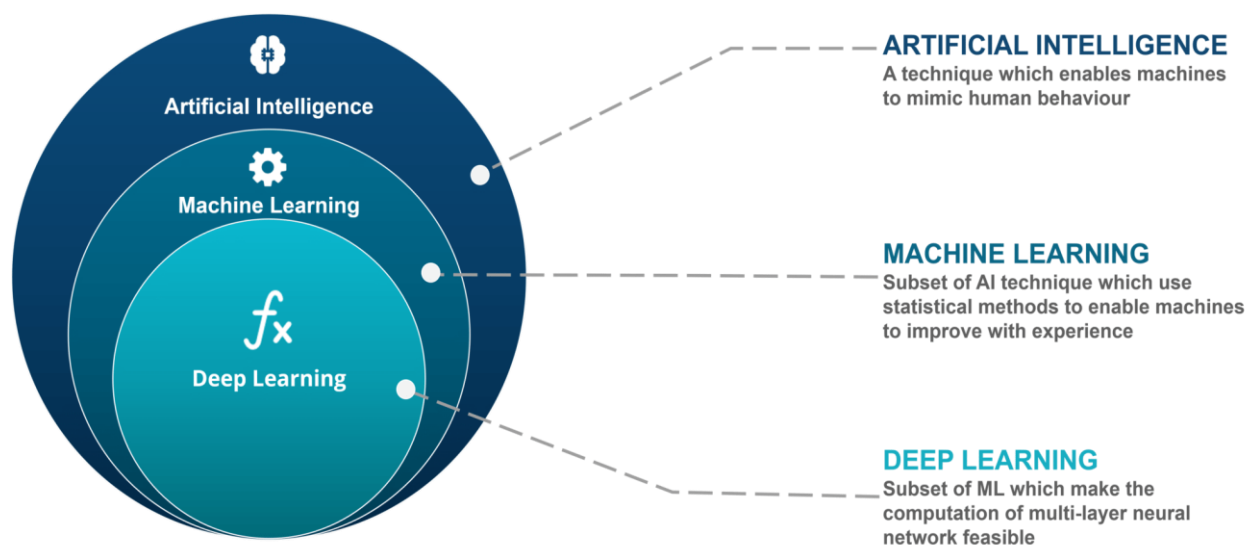 Artificial Intelligence
Machine Learning
fx
Deep Learning
ARTIFICIAL INTELLIGENCE
A technique which enables machines
to mimic human behaviour
MACHINE LEARNING
Subset of AI technique which use
statistical methods to enable machines
to improve with experience
DEEP LEARNING
Subset of ML which make the
computation of multi-layer neural
network feasible